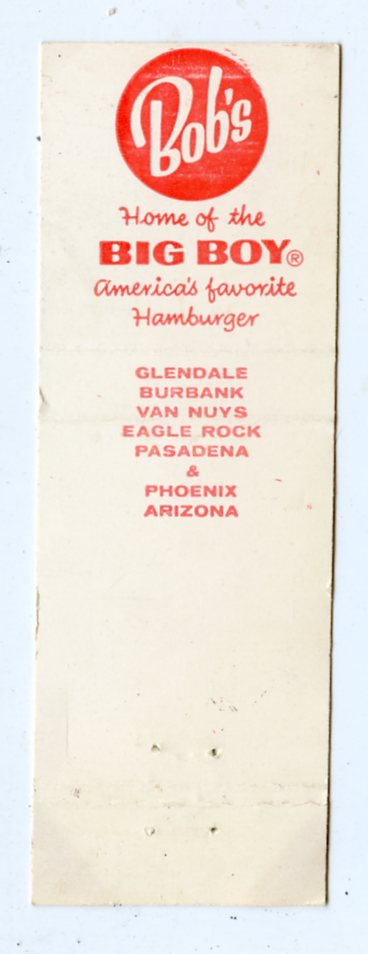 Bob's
Home of the
BIG BOY®
America's favorite
Hamburger
GLENDALE
BURBANK
VAN NUYS
EAGLE ROCK
PASADENA
&
PHOENIX
ARIZONA